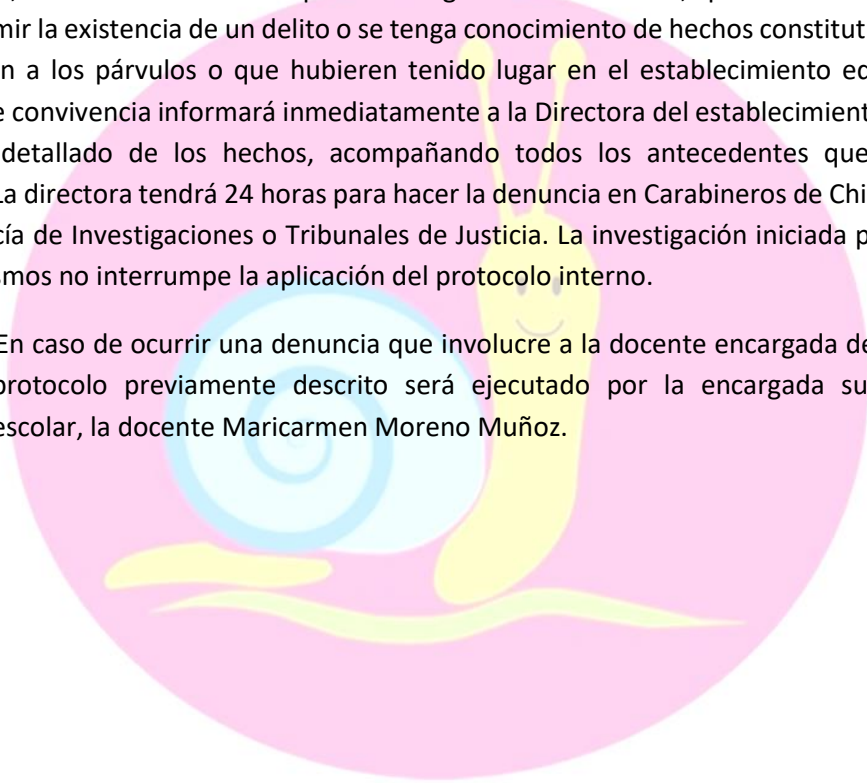 mir la existencia de un delito o se tenga conocimiento de hechos constitut
n a los párvulos o que hubieren tenido lugar en el establecimiento ed
e convivencia informará inmediatamente a la Directora del establecimient
detallado de los hechos, acompañando todos los antecedentes que
La directora tendrá 24 horas para hacer la denuncia en Carabineros de Chi
cía de Investigaciones o Tribunales de Justicia. La investigación iniciada p
smos no interrumpe la aplicación del protocolo interno.
En caso de ocurrir una denuncia que involucre a la docente encargada de
protocolo previamente descrito será ejecutado por la encargada su
escolar, la docente Maricarmen Moreno Muñoz.